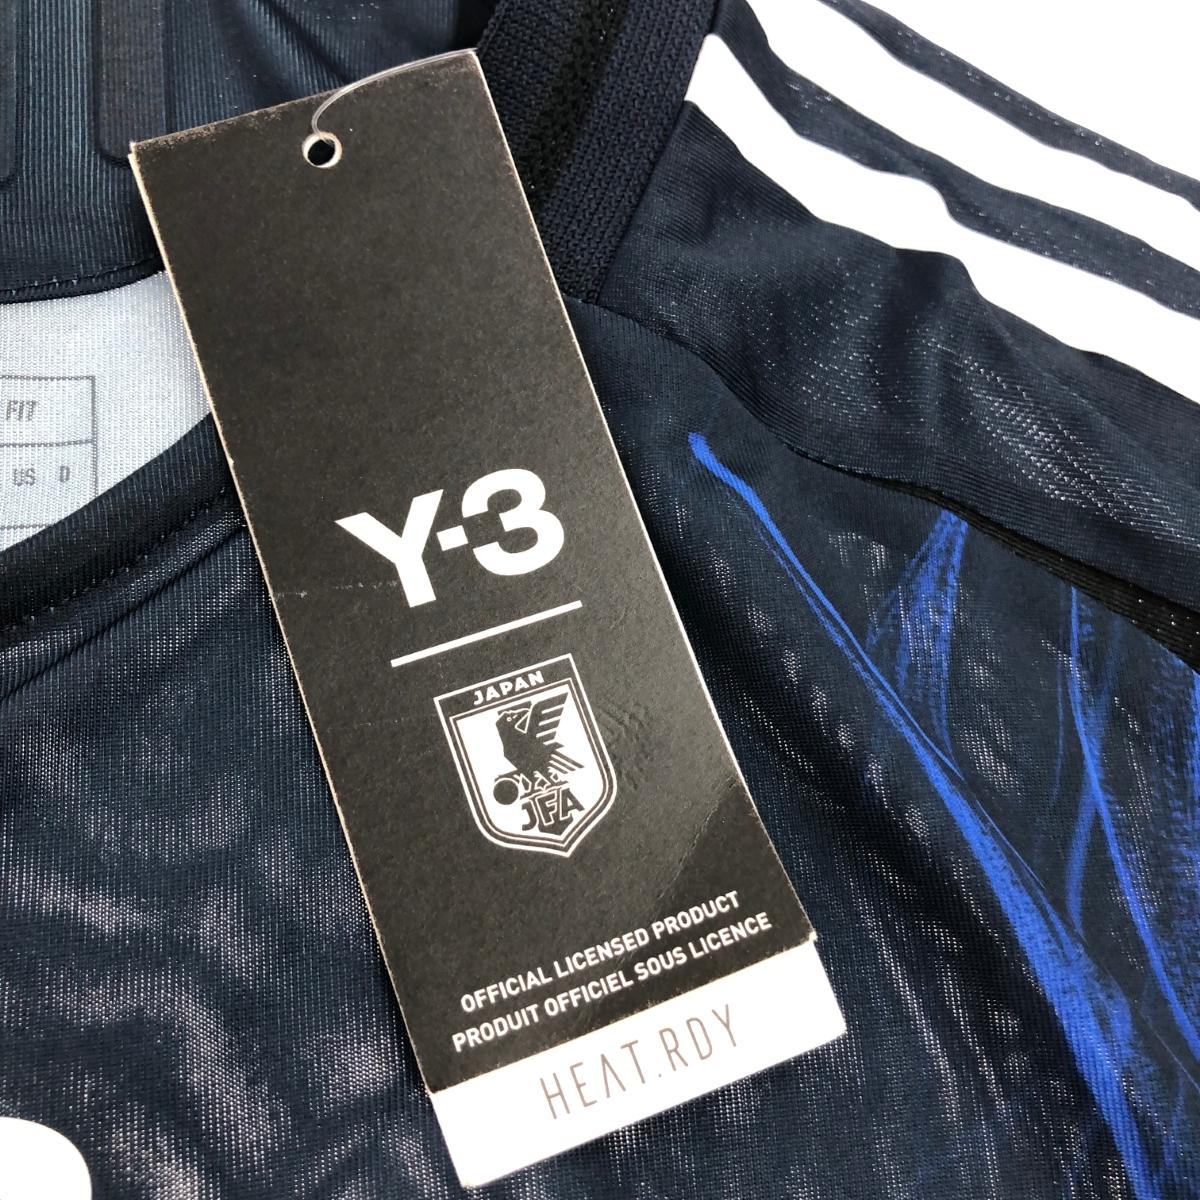 FIT
US D
Y-3
JAPAN
JFA
OFFICIAL LICENSED PRODUCT
PRODUIT OFFICIEL SOUS LICENCE
HEAT.RDY